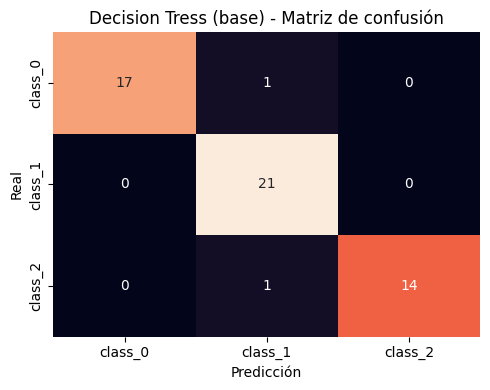 Decision Tress (base) - Matriz de confusión
class_0
17 1 0
Real
class_1
0 21 0
class_2
0 1 14
class_0 class_1 class_2
Predicción